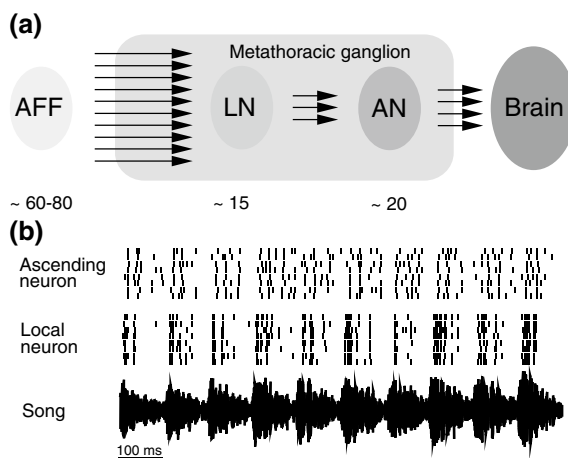 (a)
Metathoracic ganglion
AFF
LN
AN
Brain
~ 60-80
~ 15
~ 20
(b)
Ascending
neuron
Local
neuron
Song
100 ms